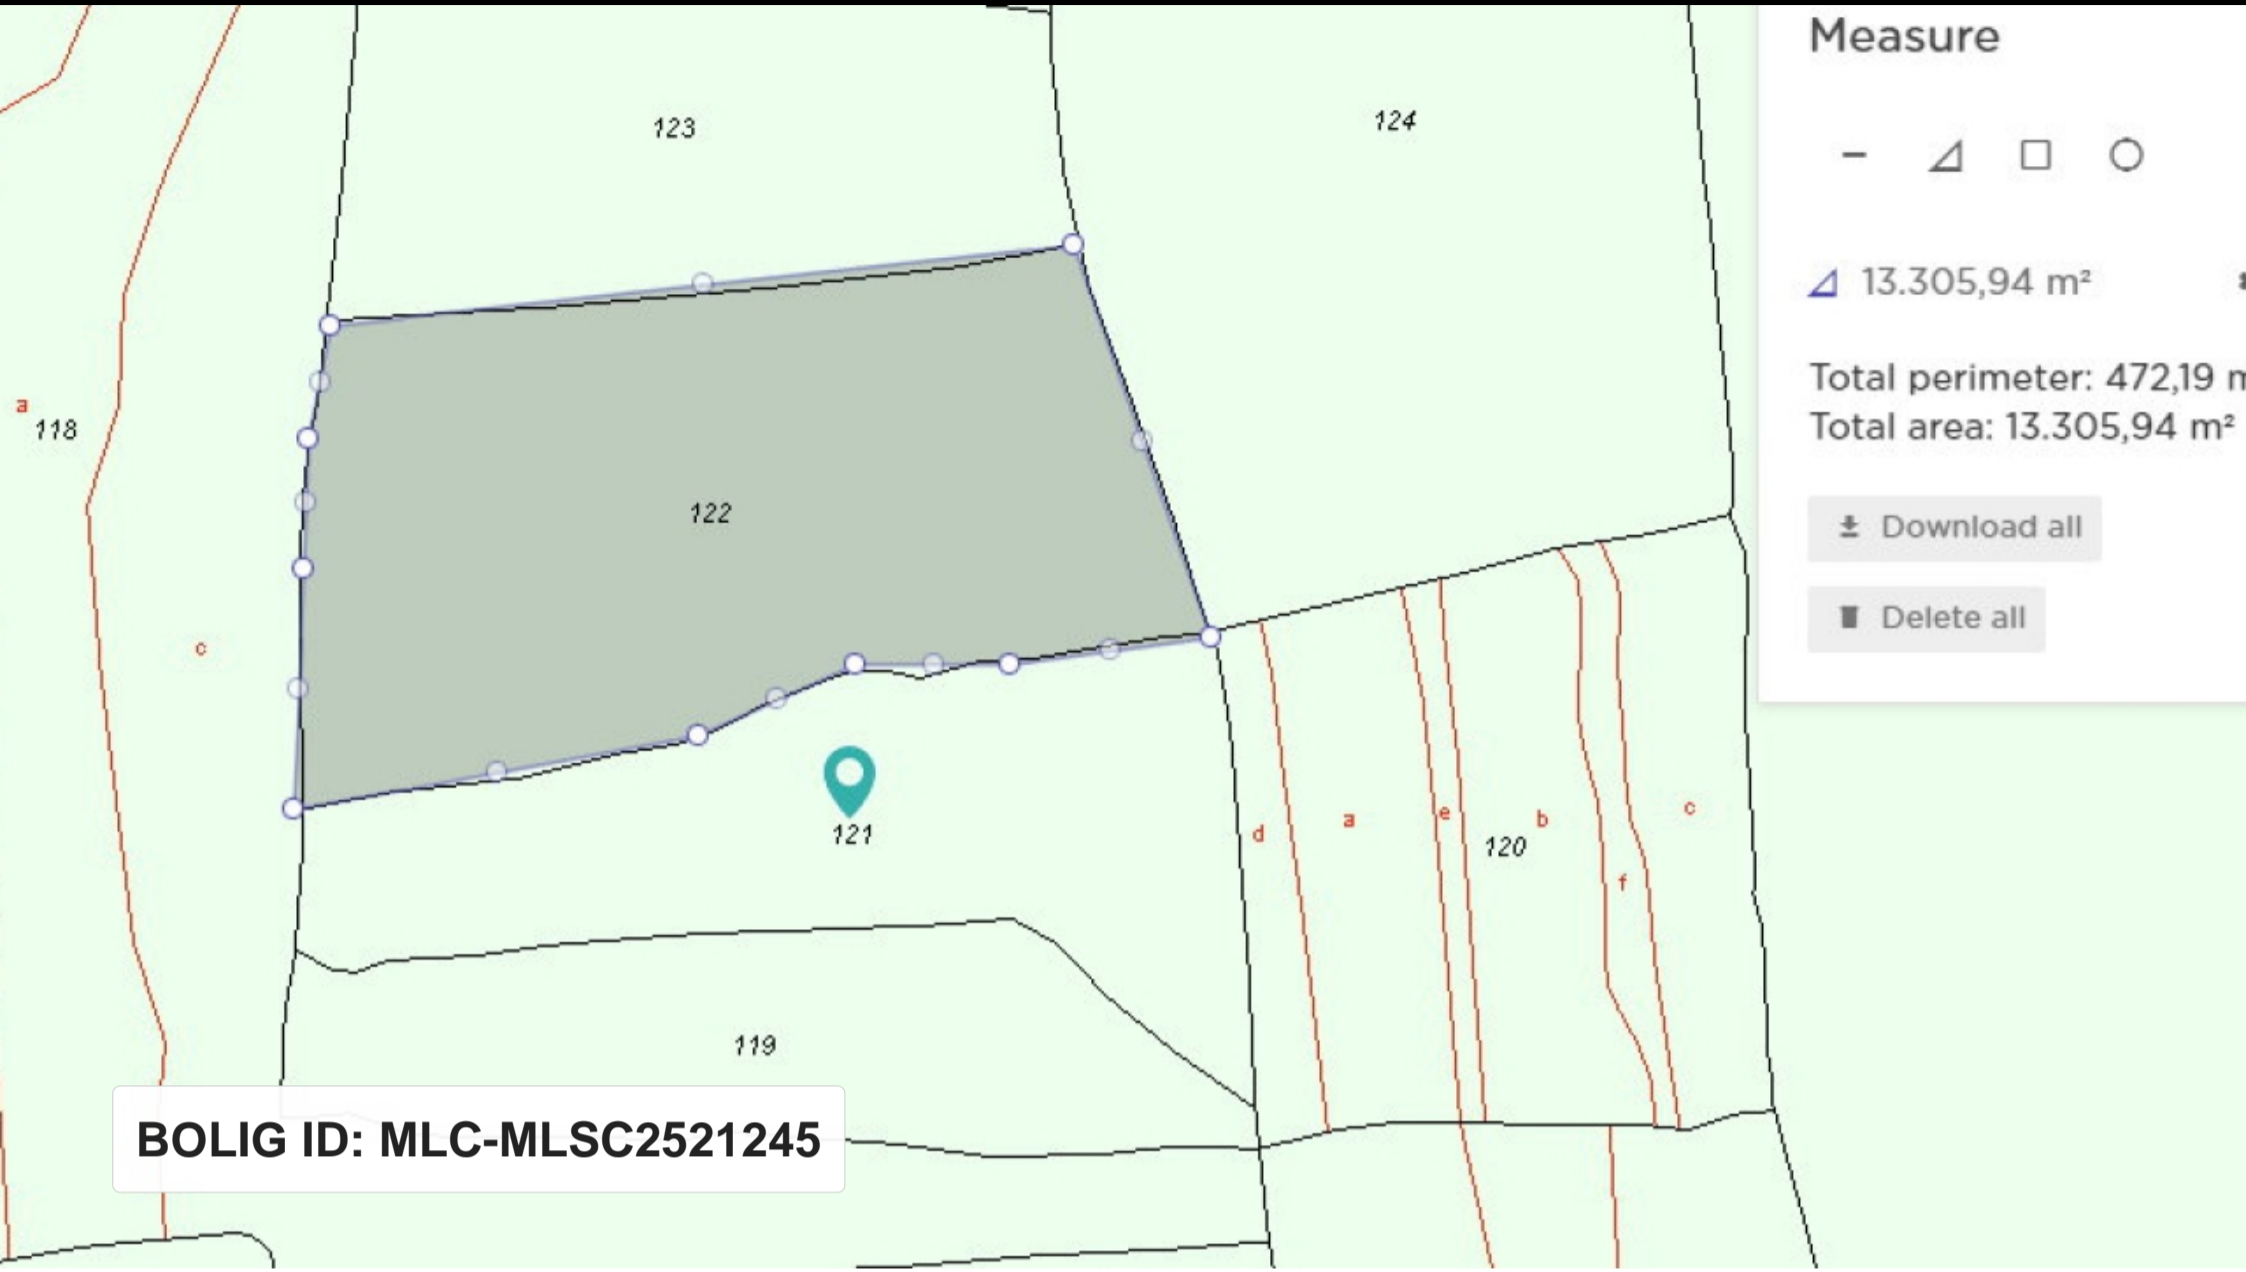 Measure
123
124
13.305,94 m²
Total perimeter: 472,19 m
Total area: 13.305,94 m²
a
118
122
Download all
Delete all
c
121
d
a
e
b
120
c
f
119
BOLIG ID: MLC-MLSC2521245